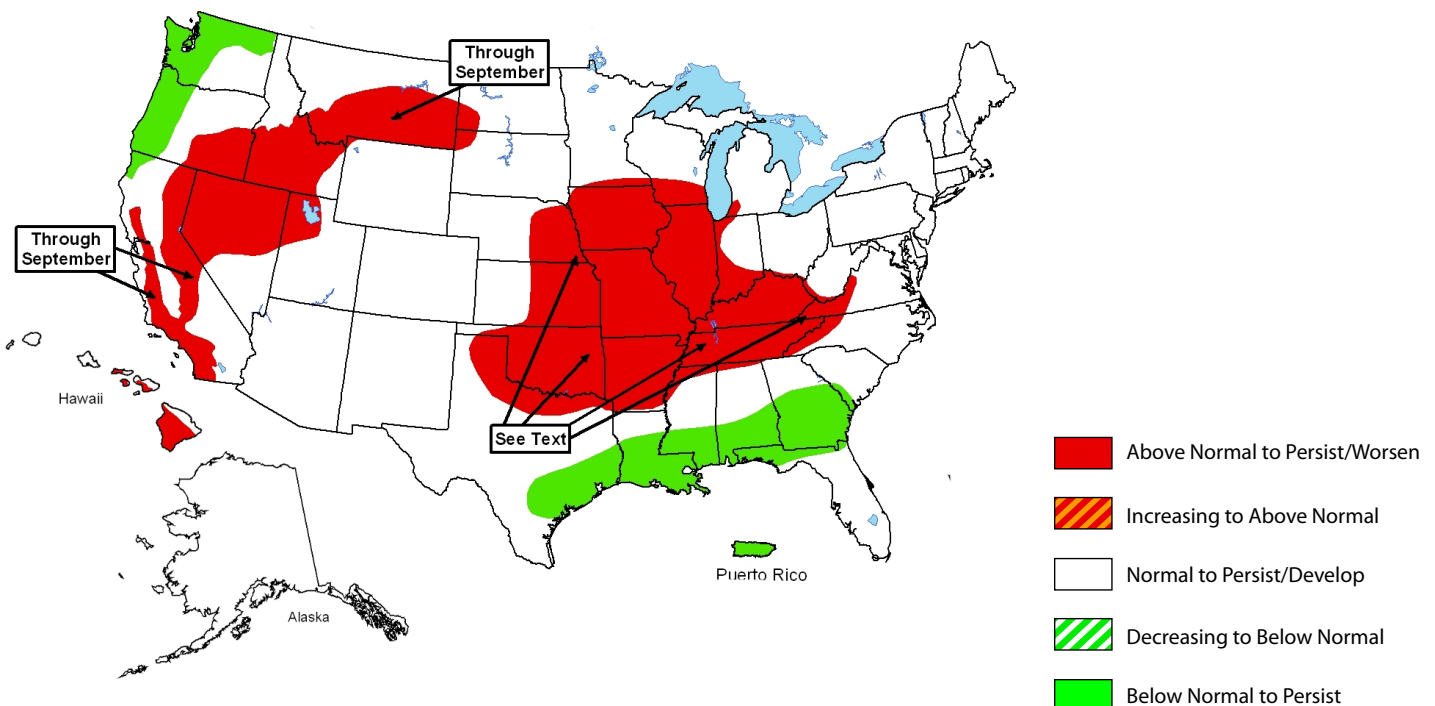 Through
September
Through
September
Hawaii
See Text
Above Normal to Persist/Worsen
Increasing to Above Normal
Normal to Persist/Develop
Puerto Rico
Alaska
Decreasing to Below Normal
Below Normal to Persist